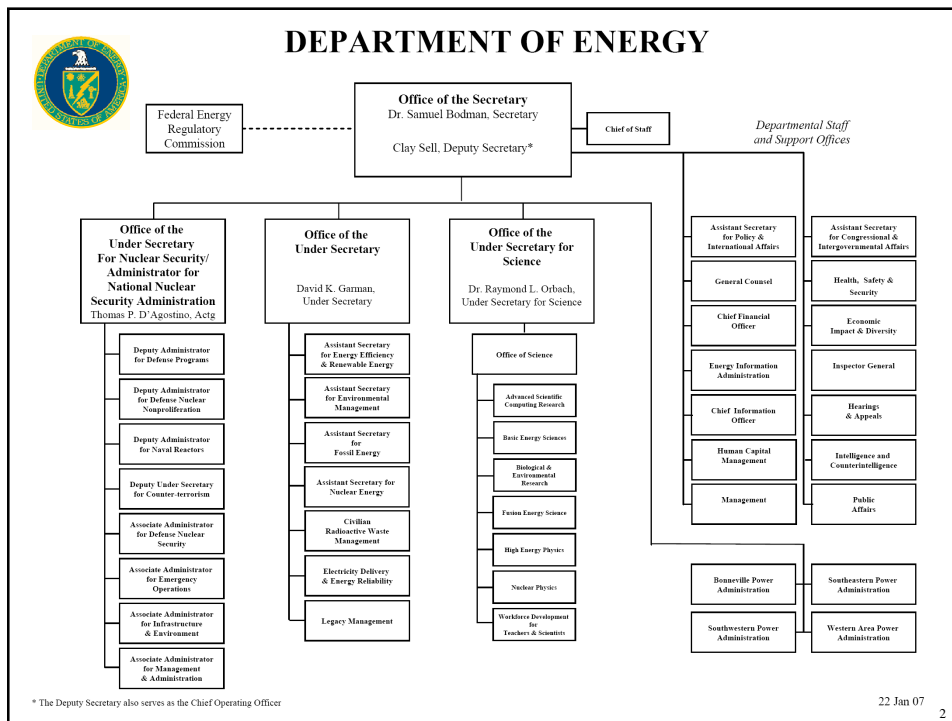 DEPARTMENT OF ENERGY
DEPARTMENT OF ENERGY
UNITED STATES OF AMERICA
Office of the Secretary
Dr. Samuel Bodman, Secretary
Clay Sell, Deputy Secretary*
Federal Energy
Regulatory
Commission
Chief of Staff
Departmental Staff
and Support Offices
Office of the
Under Secretary
For Nuclear Security/
Administrator for
National Nuclear
Security Administration
Thomas P. D'Agostino, Actg
Deputy Administrator
for Defense Programs
Deputy Administrator
for Defense Nuclear
Nonproliferation
Deputy Administrator
for Naval Reactors
Deputy Under Secretary
for Counter-terrorism
Associate Administrator
for Defense Nuclear
Security
Associate Administrator
for Emergency
Operations
Associate Administrator
for Infrastructure
& Environment
Associate Administrator
for Management
& Administration
Office of the
Under Secretary
David K. Garman,
Under Secretary
Assistant Secretary
for Energy Efficiency
& Renewable Energy
Assistant Secretary
for Environmental
Management
Assistant Secretary
for
Fossil Energy
Assistant Secretary for
Nuclear Energy
Civilian
Radioactive Waste
Management
Electricity Delivery
& Energy Reliability
Legacy Management
Office of the
Under Secretary for
Science
Dr. Raymond L. Orbach,
Under Secretary for Science
Office of Science
Advanced Scientific
Computing Research
Basic Energy Sciences
Biological &
Environmental
Research
Fusion Energy Science
High Energy Physics
Nuclear Physics
Workforce Development
for
Teachers & Scientists
Assistant Secretary
for Policy &
International Affairs
General Counsel
Chief Financial
Officer
Energy Information
Administration
Chief Information
Officer
Human Capital
Management
Management
Assistant Secretary
for Congressional &
Intergovernmental Affairs
Health, Safety &
Security
Economic
Impact & Diversity
Inspector General
Hearings
& Appeals
Intelligence and
Counterintelligence
Public
Affairs
Bonneville Power
Administration
Southeastern Power
Administration
Southwestern Power
Administration
Western Area Power
Administration
* The Deputy Secretary also serves as the Chief Operating Officer
22 Jan 07
2